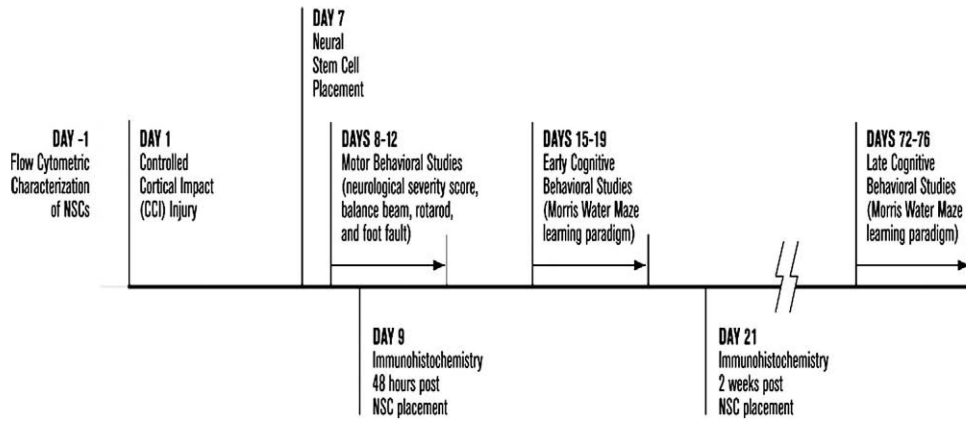 DAY 7
Neural
Stem Cell
Placement
DAY -1
Flow Cytometric
Characterization
of NSCs
DAY 1
Controlled
Cortical Impact
(CCI) Injury
DAYS 8-12
Motor Behavioral Studies
(neurological severity score,
balance beam, rotarod,
and foot fault)
DAYS 15-19
Early Cognitive
Behavioral Studies
(Morris Water Maze
learning paradigm)
DAYS 72-76
Late Cognitive
Behavioral Studies
(Morris Water Maze
learning paradigm)
DAY 9
Immunohistochemistry
48 hours post
NSC placement
DAY 21
Immunohistochemistry
2 weeks post
NSC placement